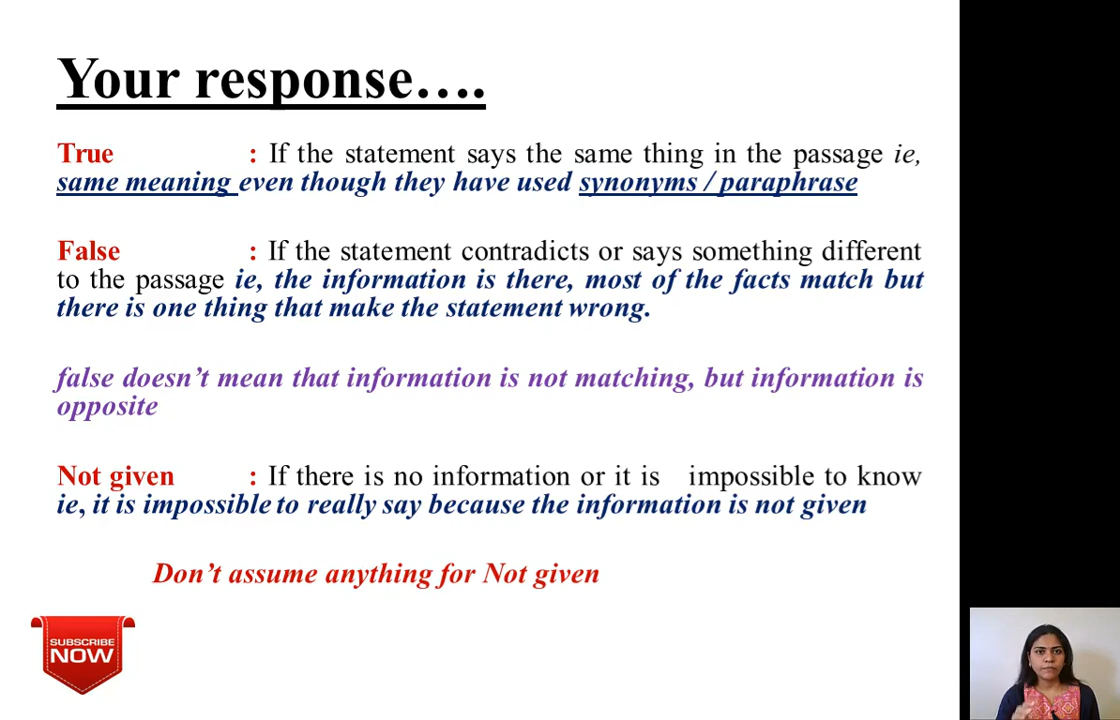 Your response….
True : If the statement says the same thing in the passage ie,
same meaning even though they have used synonyms / paraphrase
False : If the statement contradicts or says something different
to the passage ie, the information is there, most of the facts match but
there is one thing that make the statement wrong.
false doesn’t mean that information is not matching, but information is
opposite
Not given : If there is no information or it is impossible to know
ie, it is impossible to really say because the information is not given
Don’t assume anything for Not given
SUBSCRIBE
NOW